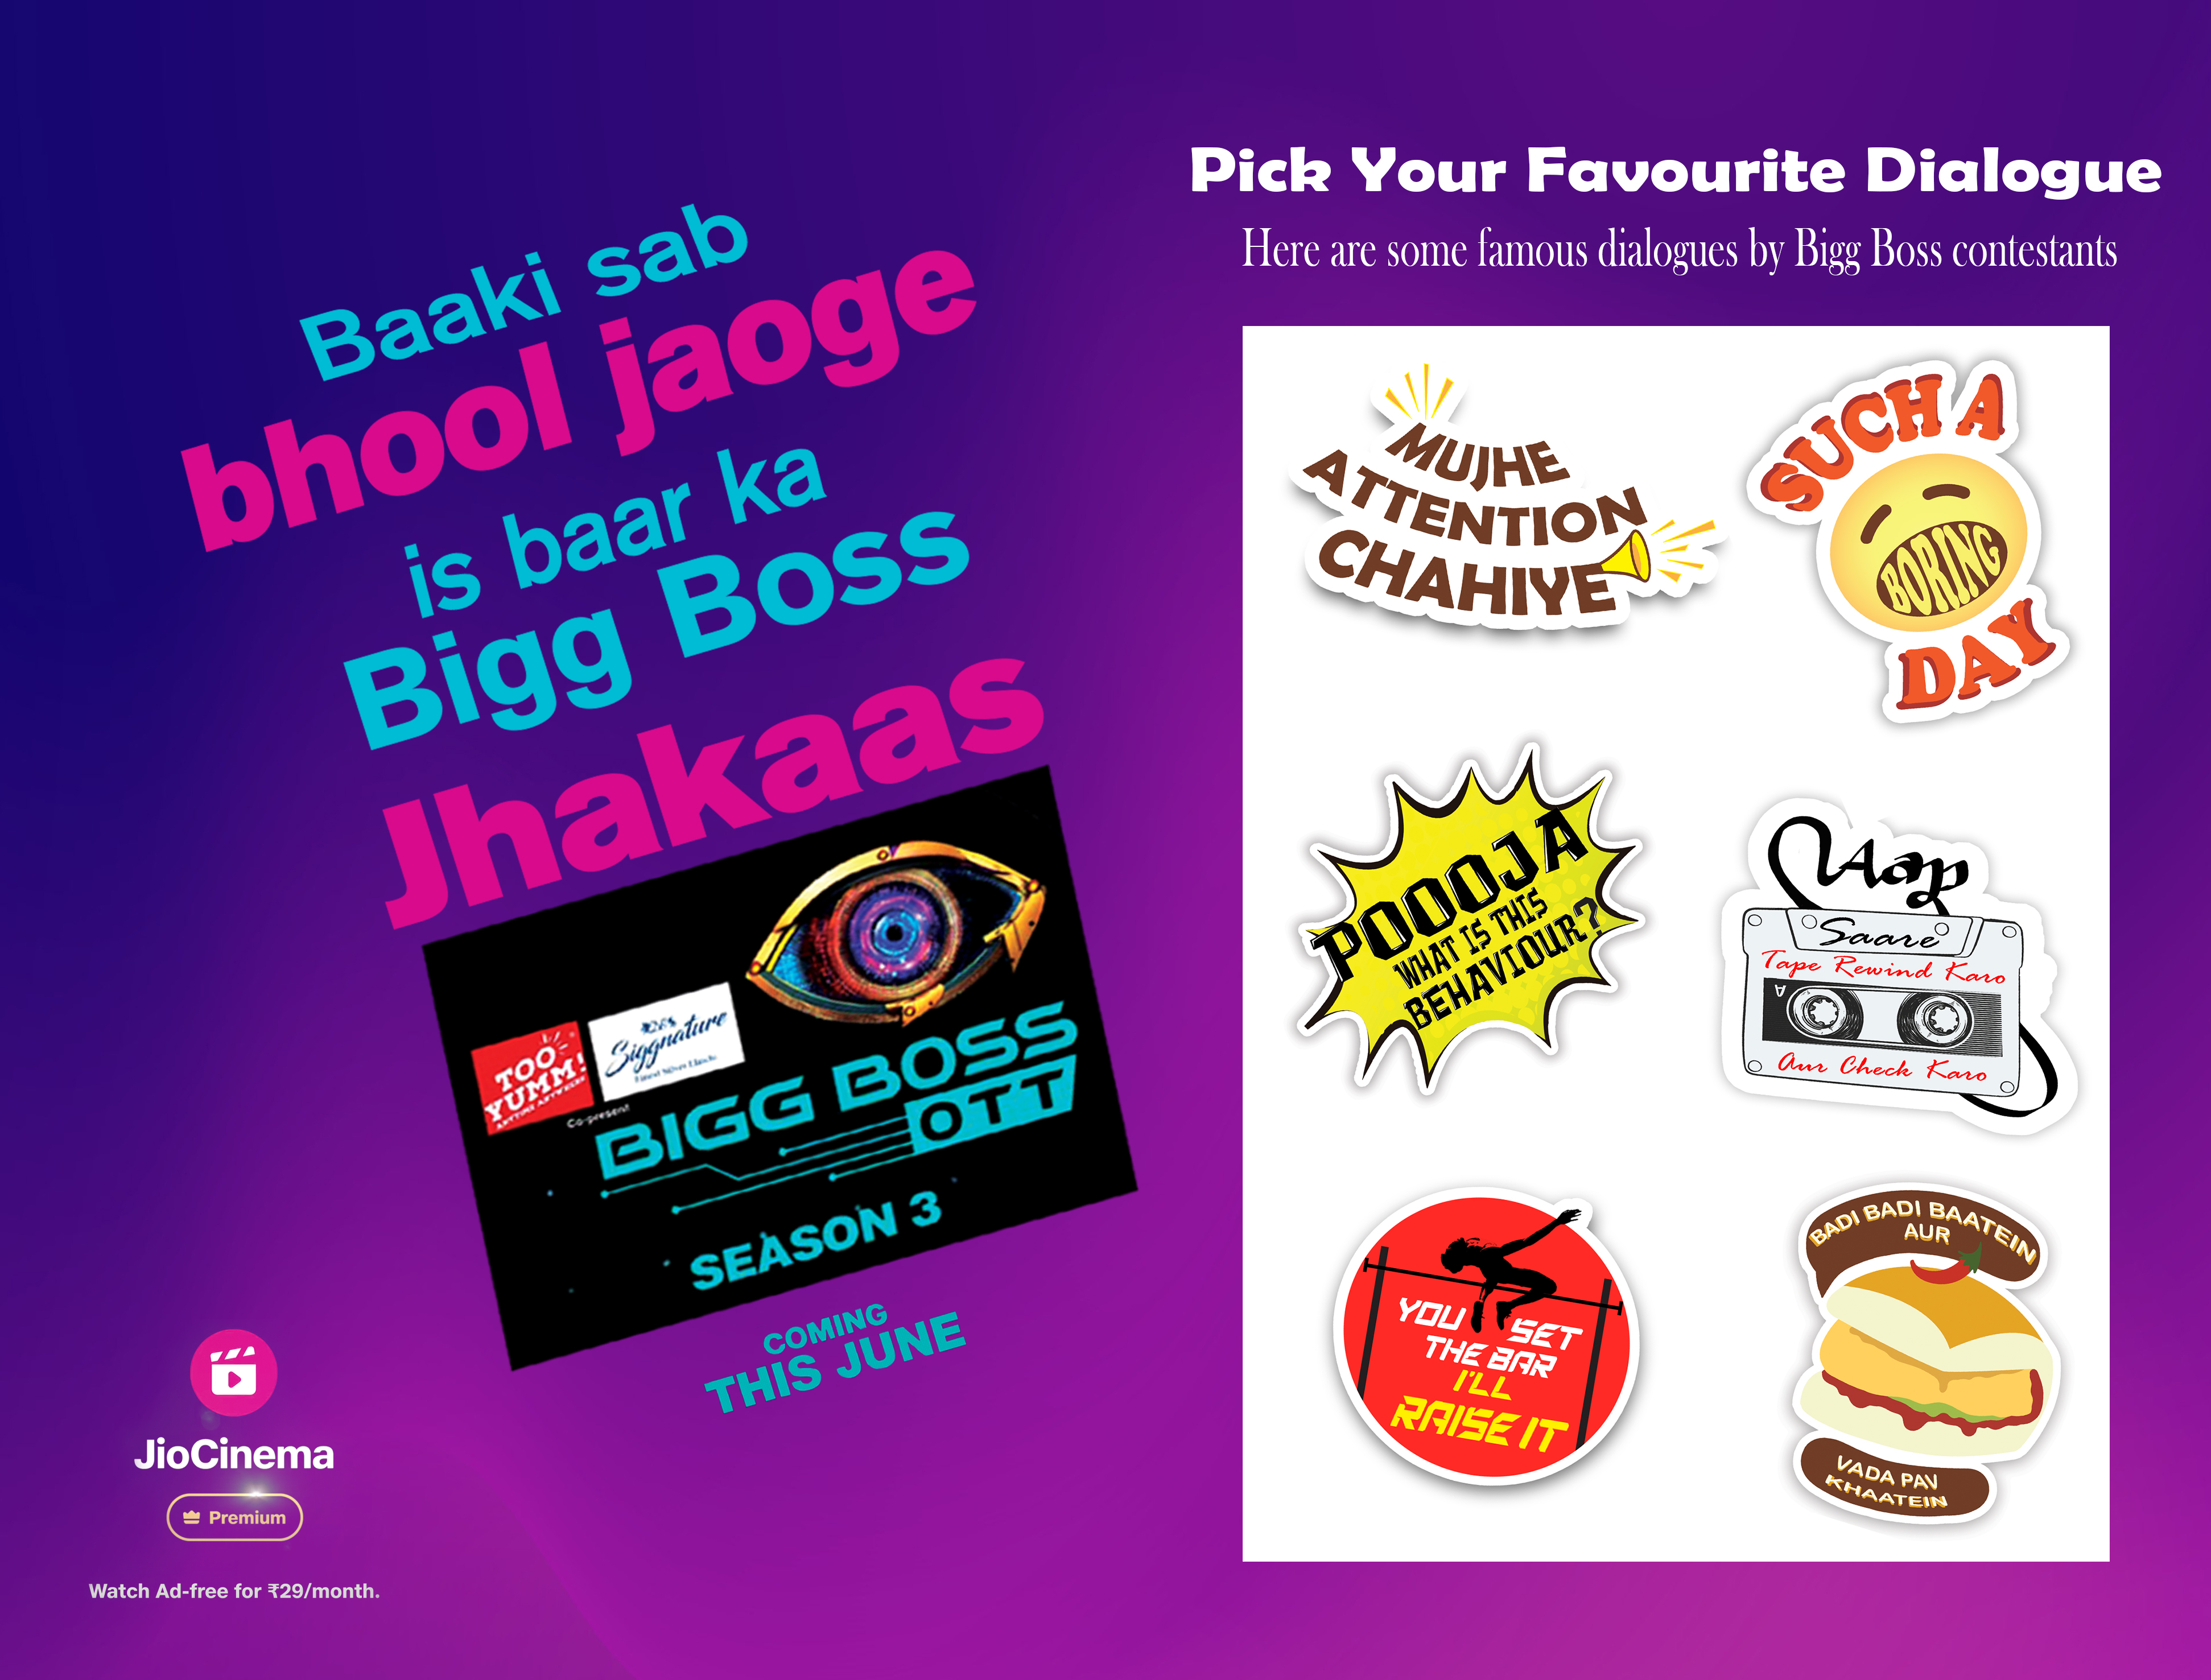 Baaki sab
bhool jaoge
is baar ka
Bigg Boss
Jhakaas
TOO
YUMM!
Siggnature
Co-present
BIGG BOSS
OTT
SEASON 3
COMING
THIS JUNE
JioCinema
Premium
Watch Ad-free for ₹29/month.
Pick Your Favourite Dialogue
Here are some famous dialogues by Bigg Boss contestants
MUJHE
ATTENTION
CHAHIYE
SUCH A
BORING
DAY
POOOJA
WHAT IS THIS
BEHAVIOUR?
Aap
Saare
Tape Rewind Karo
A
Aur Check Karo
YOU SET
THE BAR
I'LL
RAISE IT
BADI BADI BAATEIN
AUR
VADA PAV
KHAATEIN